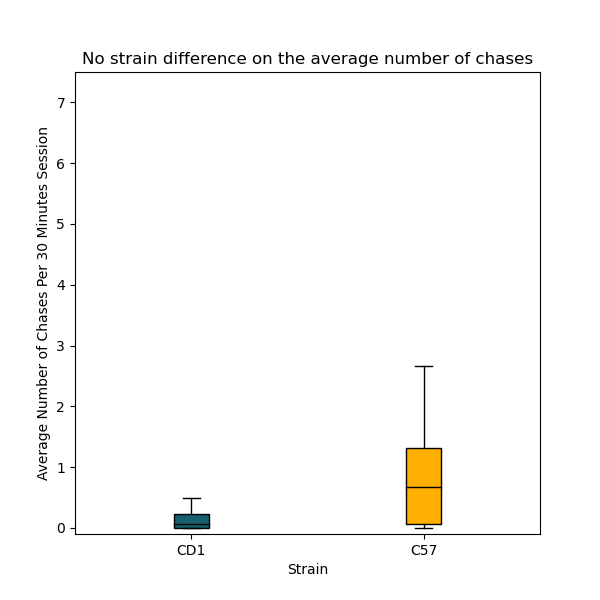 No strain difference on the average number of chases
Average Number of Chases Per 30 Minutes Session
7
6
5
4
3
2
1
0
CD1 C57
Strain